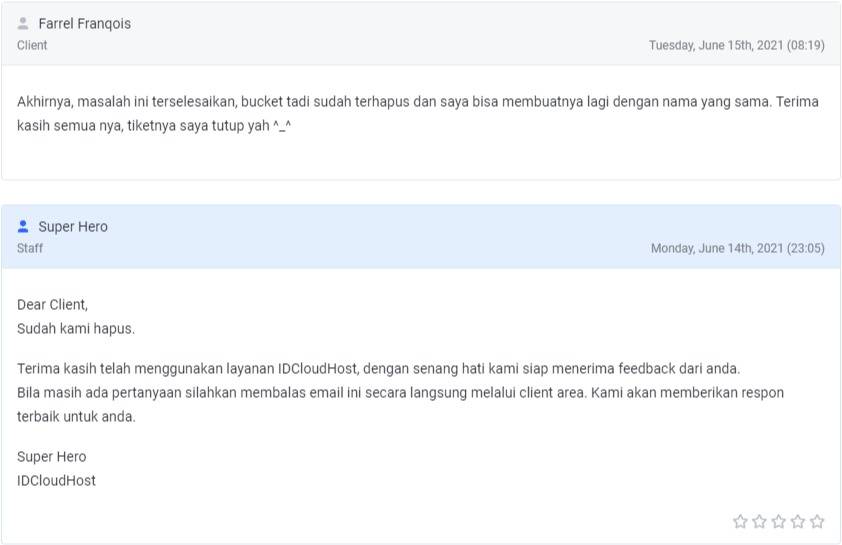 Farrel Franqois
Client
Tuesday, June 15th, 2021 (08:19)
Akhirnya, masalah ini terselesaikan, bucket tadi sudah terhapus dan saya bisa membuatnya lagi dengan nama yang sama. Terima
kasih semua nya, tiketnya saya tutup yah ^_^
Super Hero
Staff
Monday, June 14th, 2021 (23:05)
Dear Client,
Sudah kami hapus.
Terima kasih telah menggunakan layanan IDCloudHost, dengan senang hati kami siap menerima feedback dari anda.
Bila masih ada pertanyaan silahkan membalas email ini secara langsung melalui client area. Kami akan memberikan respon
terbaik untuk anda.
Super Hero
IDCloudHost